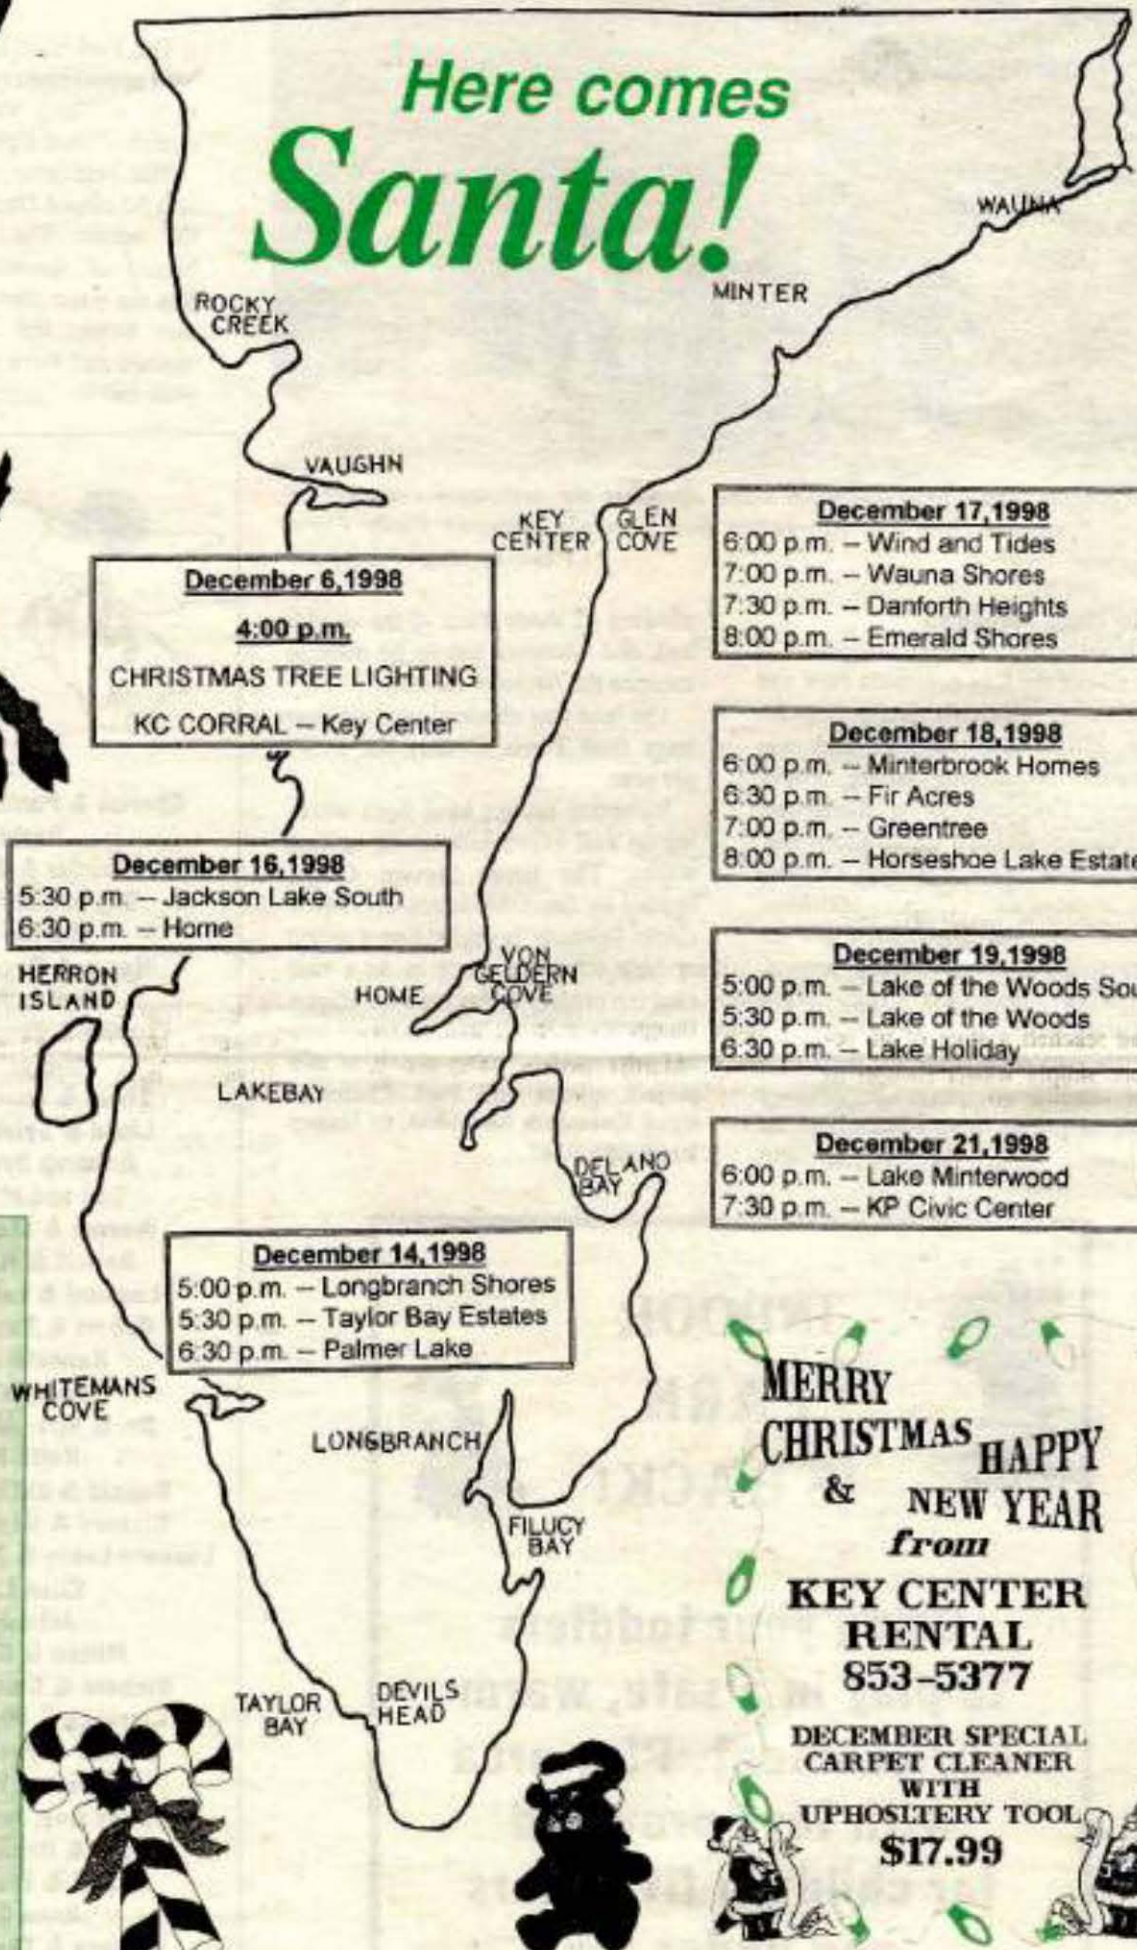 Here comes
Santa!
WAUNA
MINTER
ROCKY
CREEK
VAUGHN
KEY
CENTER
GLEN
COVE
December 17,1998
6:00 p.m. – Wind and Tides
7:00 p.m. – Wauna Shores
7:30 p.m. – Danforth Heights
8:00 p.m. – Emerald Shores
December 6,1998
4:00 p.m.
CHRISTMAS TREE LIGHTING
KC CORRAL – Key Center
December 18,1998
6:00 p.m. – Minterbrook Homes
6:30 p.m. – Fir Acres
7:00 p.m. – Greentree
8:00 p.m. – Horseshoe Lake Estate
December 16,1998
5:30 p.m. – Jackson Lake South
6:30 p.m. – Home
December 19,1998
5:00 p.m. – Lake of the Woods Sou
5:30 p.m. – Lake of the Woods
6:30 p.m. – Lake Holiday
HERRON
ISLAND
HOME
VON
GELDERN
COVE
LAKEBAY
DELANO
BAY
December 21,1998
6:00 p.m. – Lake Minterwood
7:30 p.m. – KP Civic Center
December 14,1998
5:00 p.m. – Longbranch Shores
5:30 p.m. – Taylor Bay Estates
6:30 p.m. – Palmer Lake
WHITEMANS
COVE
LONGBRANCH
FILUCY
BAY
TAYLOR
BAY
DEVILS
HEAD
MERRY
CHRISTMAS
&
HAPPY
NEW YEAR
from
KEY CENTER
RENTAL
853–5377
DECEMBER SPECIAL
CARPET CLEANER
WITH
UPHOSLTERY TOOL
$17.99